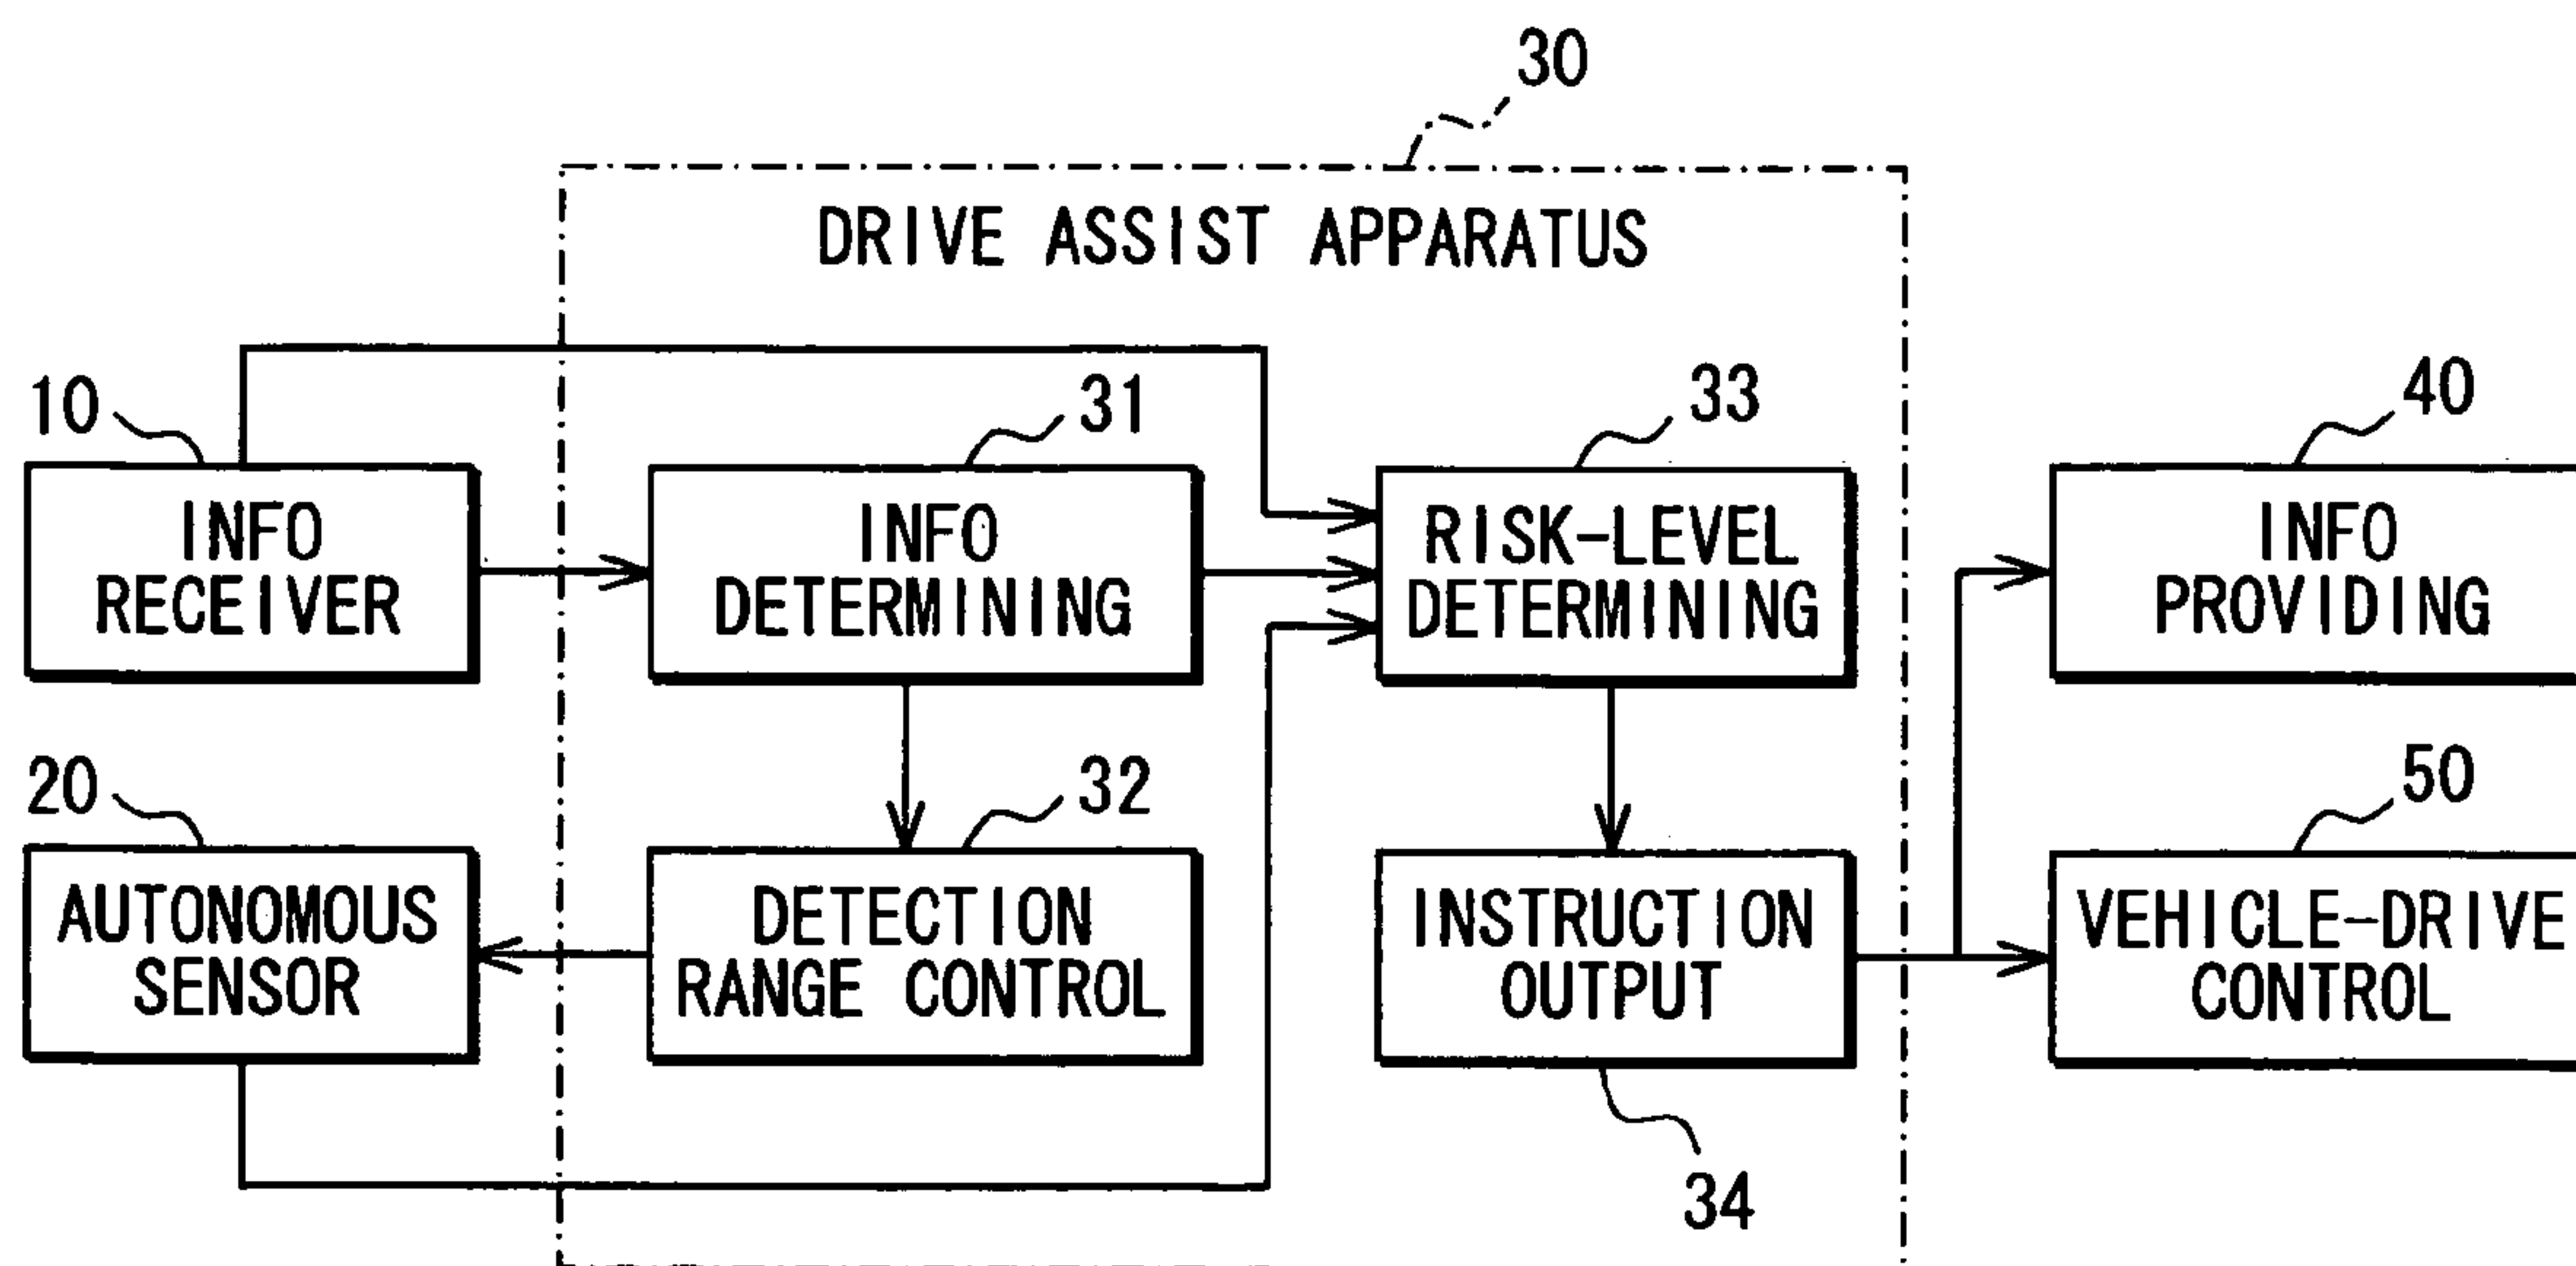 30
DRIVE ASSIST APPARATUS
10
31
33
40
INFO
RECEIVER
INFO
DETERMINING
RISK-LEVEL
DETERMINING
INFO
PROVIDING
20
32
50
AUTONOMOUS
SENSOR
DETECTION
RANGE CONTROL
INSTRUCTION
OUTPUT
VEHICLE-DRIVE
CONTROL
34